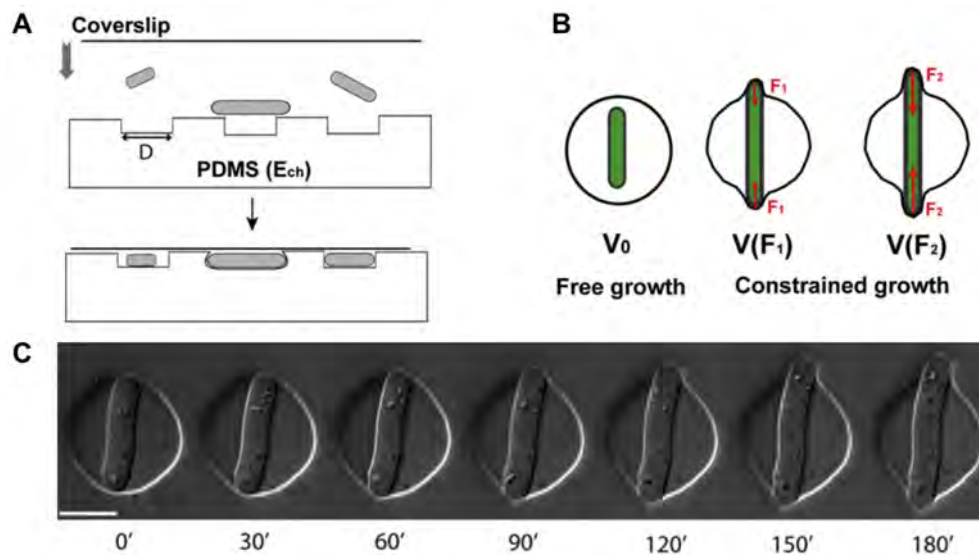 A
Coverslip
D
PDMS (Ech)
B
F1
F1
F2
F2
V0
V(F1)
V(F2)
Free growth
Constrained growth
C
0′
30′
60′
90′
120′
150′
180′